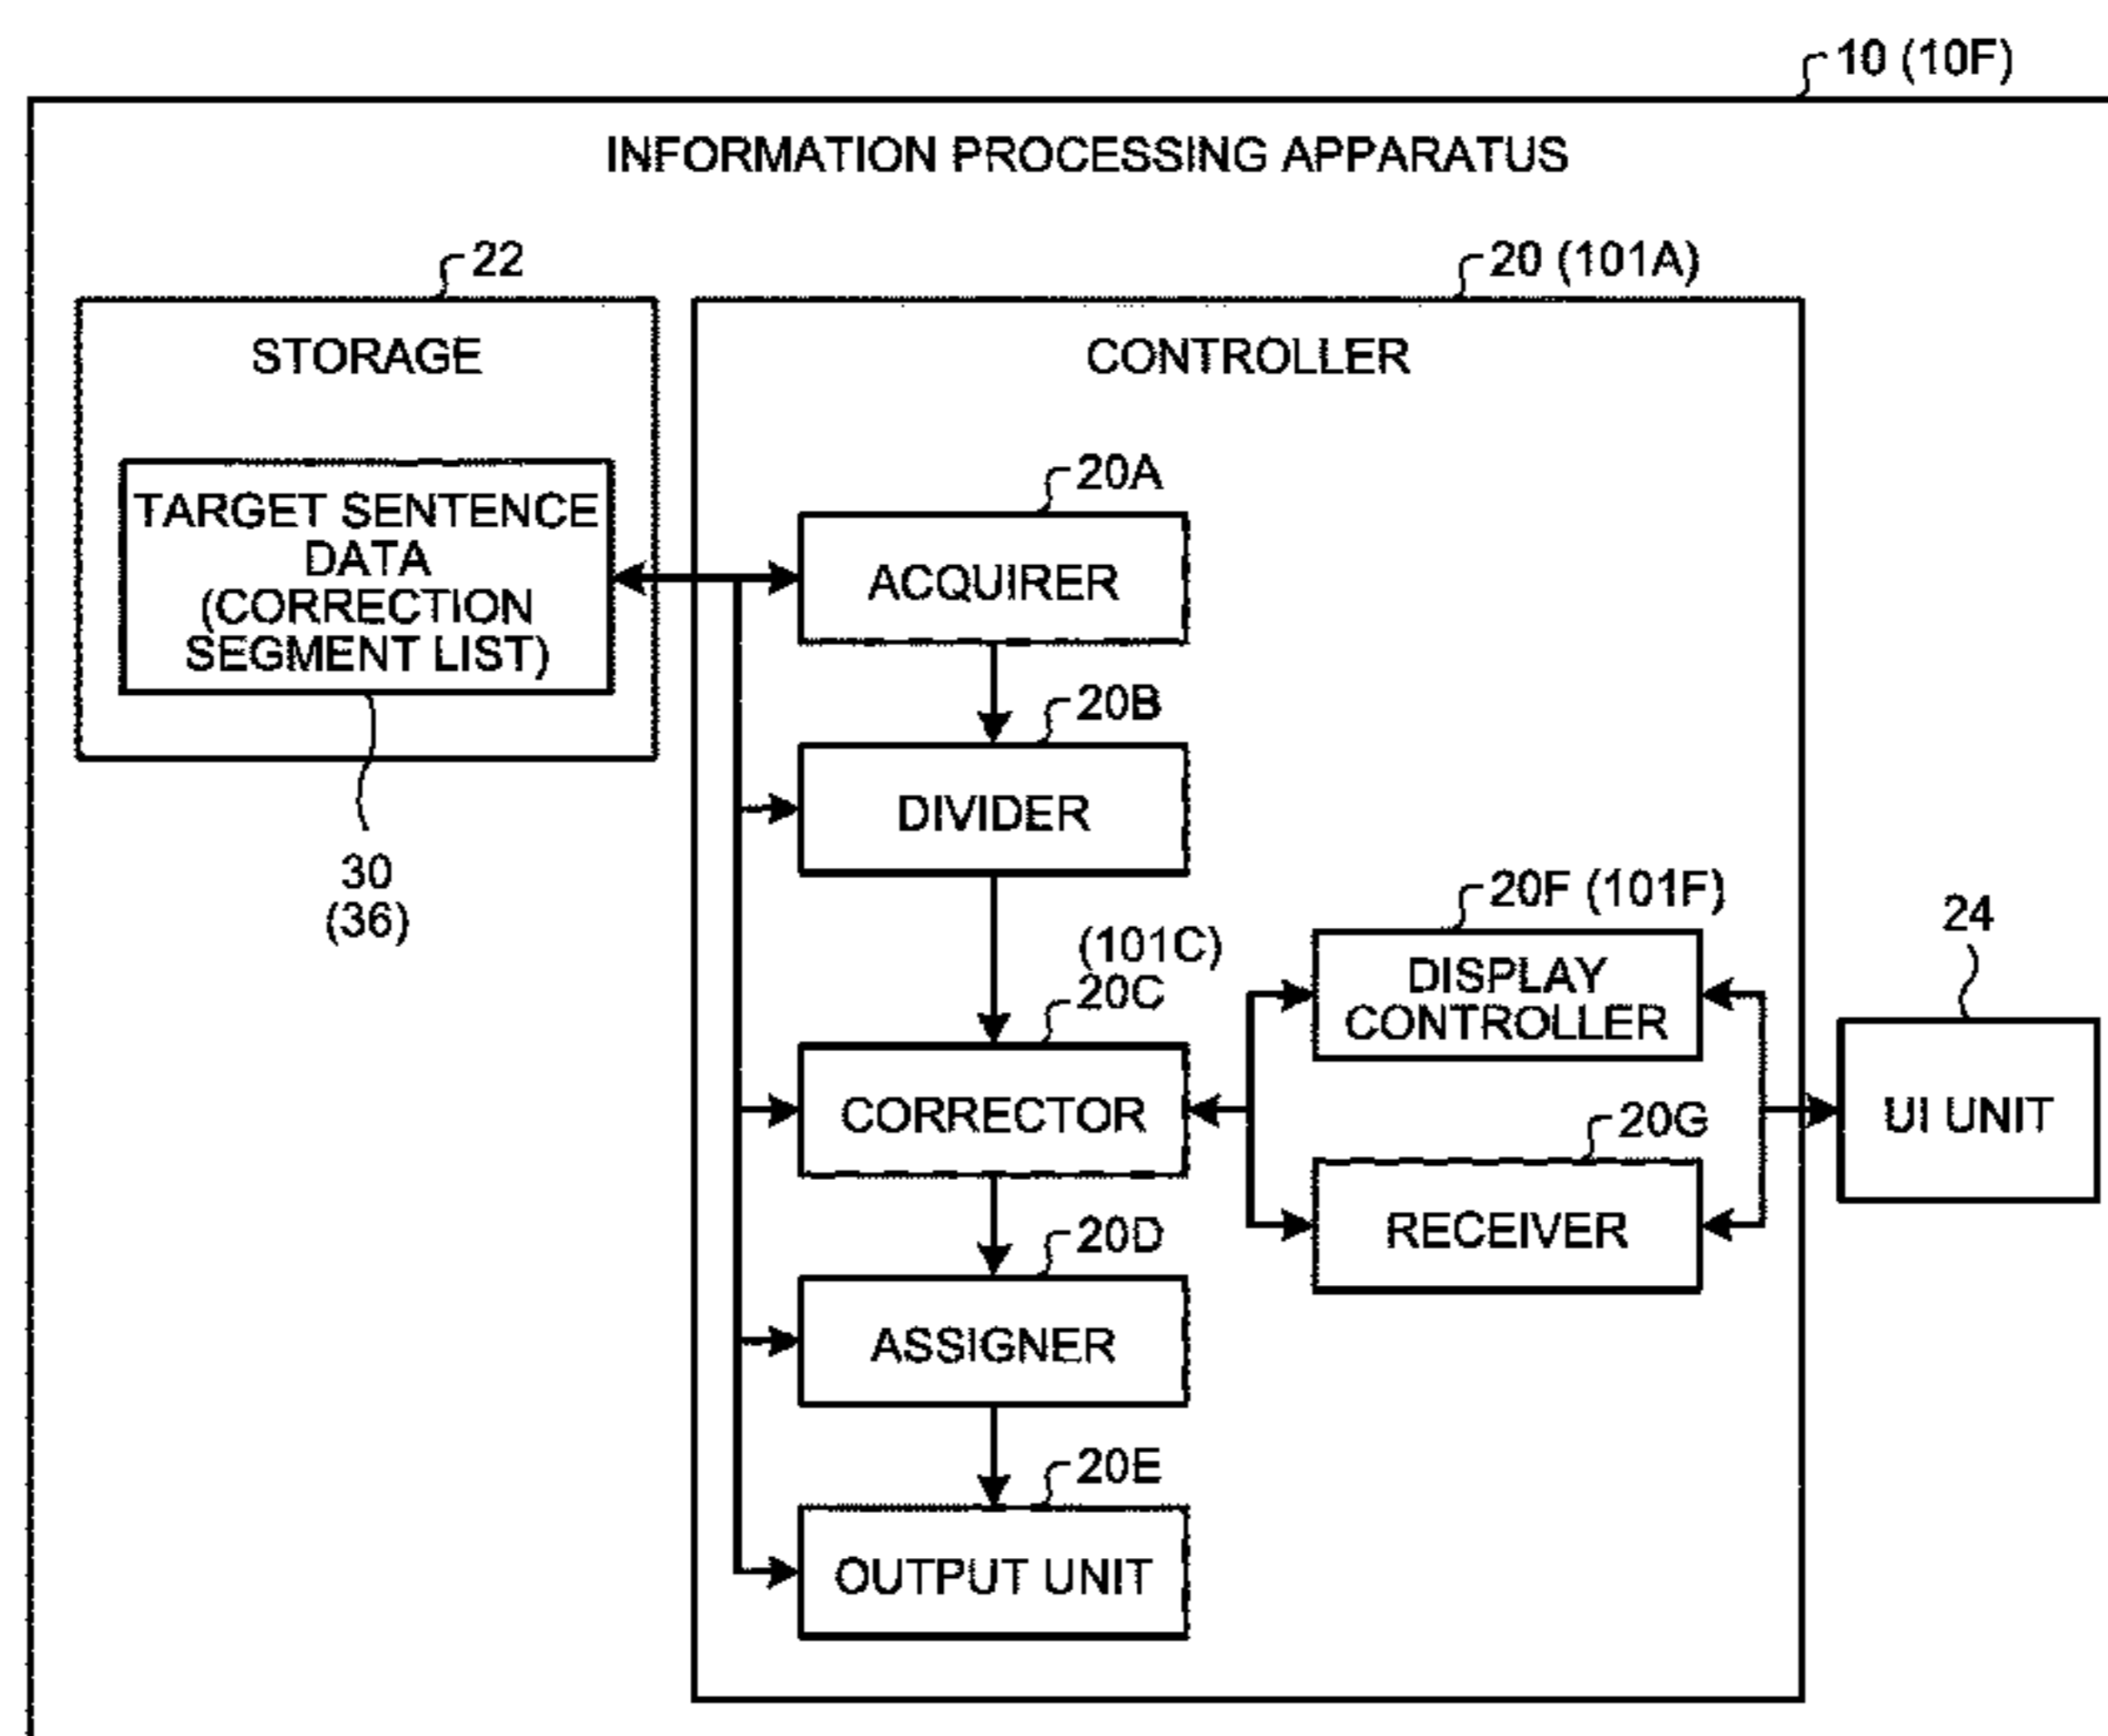 10 (10F)
INFORMATION PROCESSING APPARATUS
22
20 (101A)
STORAGE
CONTROLLER
TARGET SENTENCE
DATA
(CORRECTION
SEGMENT LIST)
30
(36)
20A
ACQUIRER
20B
DIVIDER
(101C)
20C
CORRECTOR
20D
ASSIGNER
20E
OUTPUT UNIT
20F (101F)
DISPLAY
CONTROLLER
20G
RECEIVER
24
UI UNIT